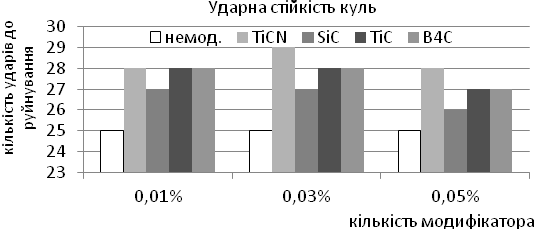 Ударна стійкість куль
немод. TiCN SiC TiC B4C
кількість ударів до
руйнування
30
29
28
27
26
25
24
23
0,01% 0,03% 0,05%
кількість модифікатора